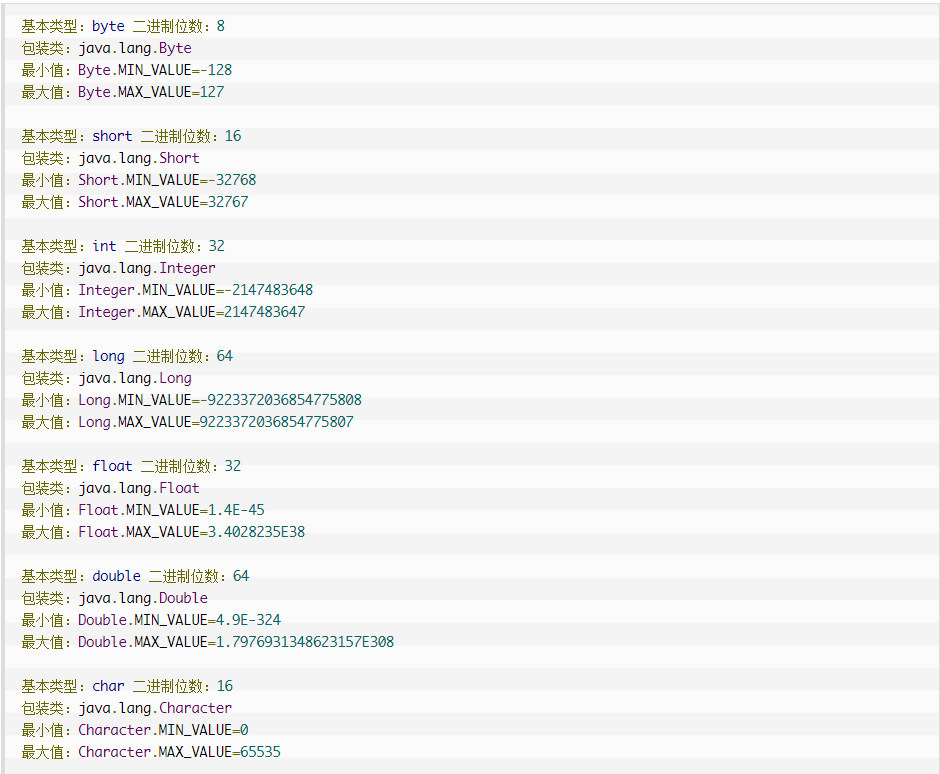 基本类型：byte 二进制位数：8
包装类：java.lang.Byte
最小值：Byte.MIN_VALUE=-128
最大值：Byte.MAX_VALUE=127
基本类型：short 二进制位数：16
包装类：java.lang.Short
最小值：Short.MIN_VALUE=-32768
最大值：Short.MAX_VALUE=32767
基本类型：int 二进制位数：32
包装类：java.lang.Integer
最小值：Integer.MIN_VALUE=-2147483648
最大值：Integer.MAX_VALUE=2147483647
基本类型：long 二进制位数：64
包装类：java.lang.Long
最小值：Long.MIN_VALUE=-9223372036854775808
最大值：Long.MAX_VALUE=9223372036854775807
基本类型：float 二进制位数：32
包装类：java.lang.Float
最小值：Float.MIN_VALUE=1.4E-45
最大值：Float.MAX_VALUE=3.4028235E38
基本类型：double 二进制位数：64
包装类：java.lang.Double
最小值：Double.MIN_VALUE=4.9E-324
最大值：Double.MAX_VALUE=1.7976931348623157E308
基本类型：char 二进制位数：16
包装类：java.lang.Character
最小值：Character.MIN_VALUE=0
最大值：Character.MAX_VALUE=65535